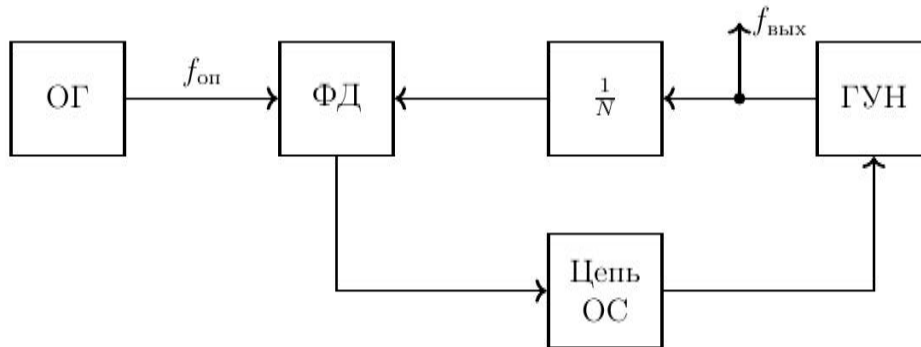 f_вых
ОГ
f_оп
ФД
1/N
ГУН
Цепь
ОС